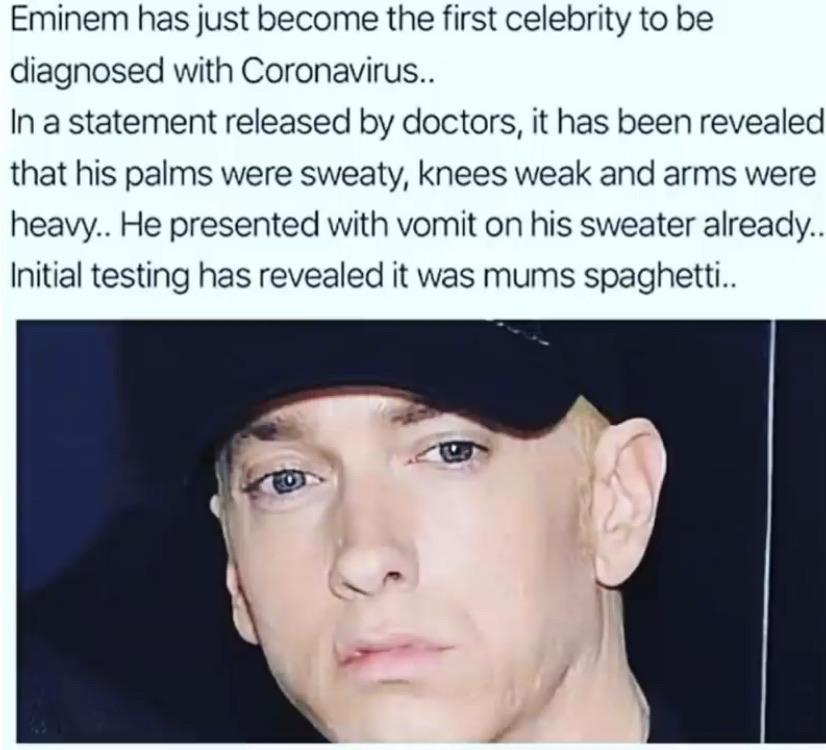 Eminem has just become the first celebrity to be
diagnosed with Coronavirus..
In a statement released by doctors, it has been revealed
that his palms were sweaty, knees weak and arms were
heavy.. He presented with vomit on his sweater already..
Initial testing has revealed it was mums spaghetti..